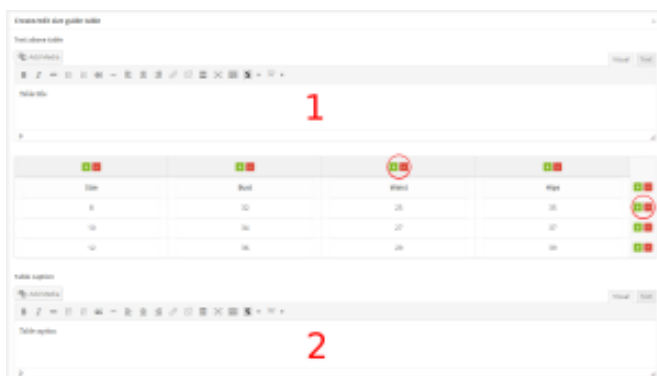 Create/edit size guide table
Text above table
Add Media
Visual Text
Table title
1
P
Size Bust Waist Hips
8 32 25 35
10 34 27 37
12 36 29 39
Table caption
Add Media
Visual Text
Table caption
2
P